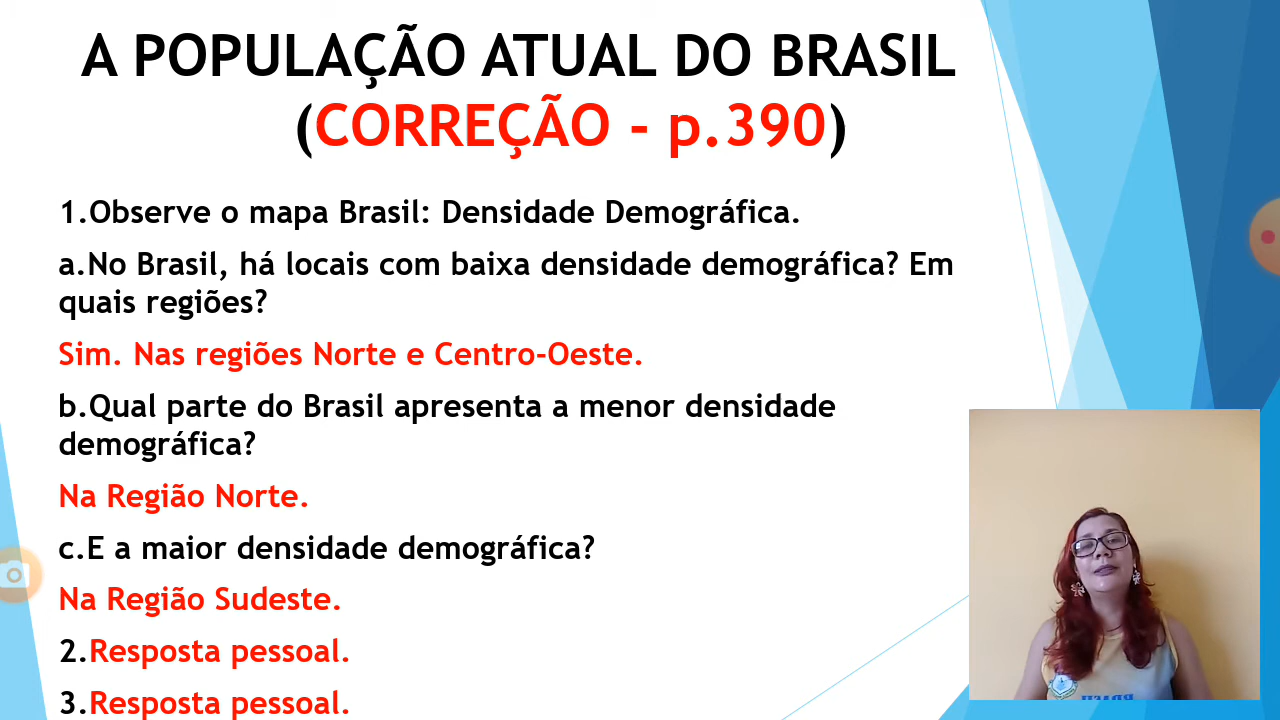 A POPULAÇÃO ATUAL DO BRASIL
(CORREÇÃO - p.390)
1.Observe o mapa Brasil: Densidade Demográfica.
a.No Brasil, há locais com baixa densidade demográfica? Em
quais regiões?
Sim. Nas regiões Norte e Centro-Oeste.
b.Qual parte do Brasil apresenta a menor densidade
demográfica?
Na Região Norte.
c.E a maior densidade demográfica?
Na Região Sudeste.
2.Resposta pessoal.
3.Resposta pessoal.